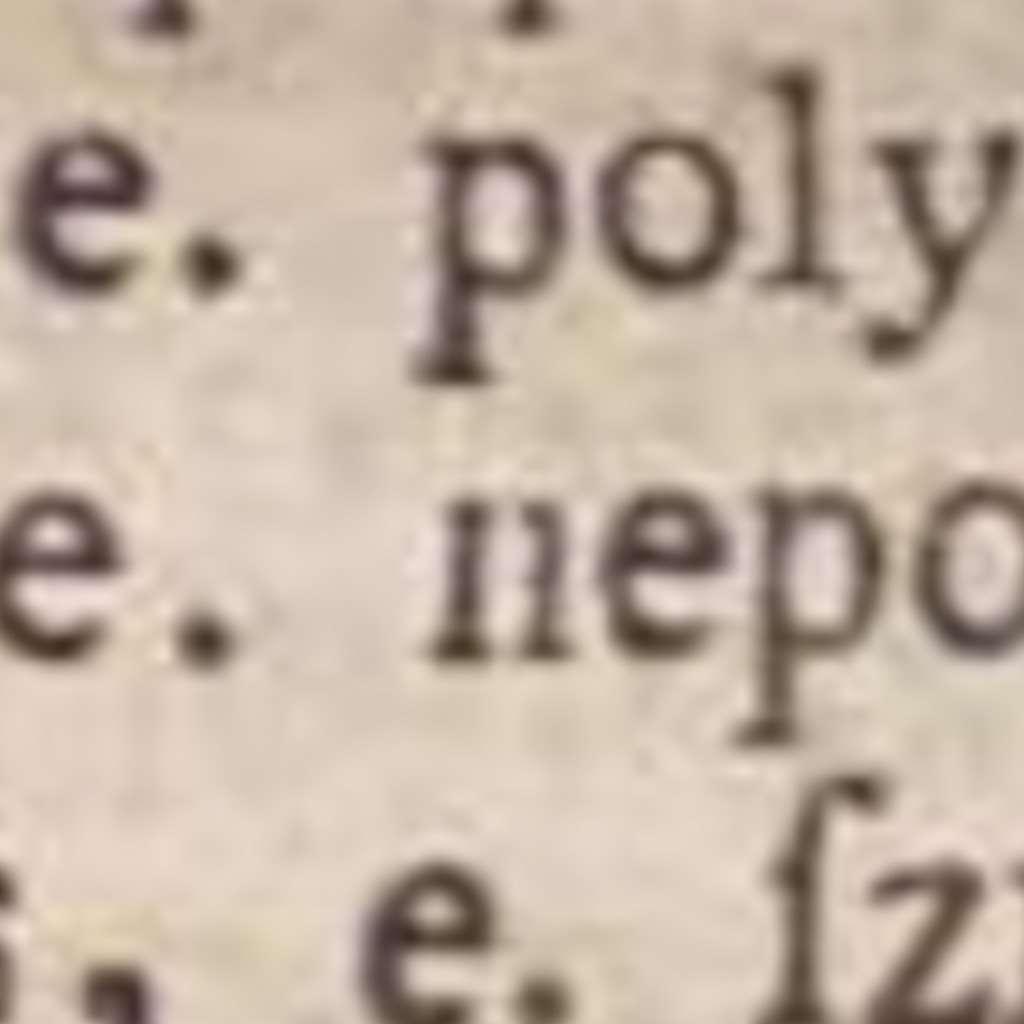 e. poly
e. nepo
, e. ſz